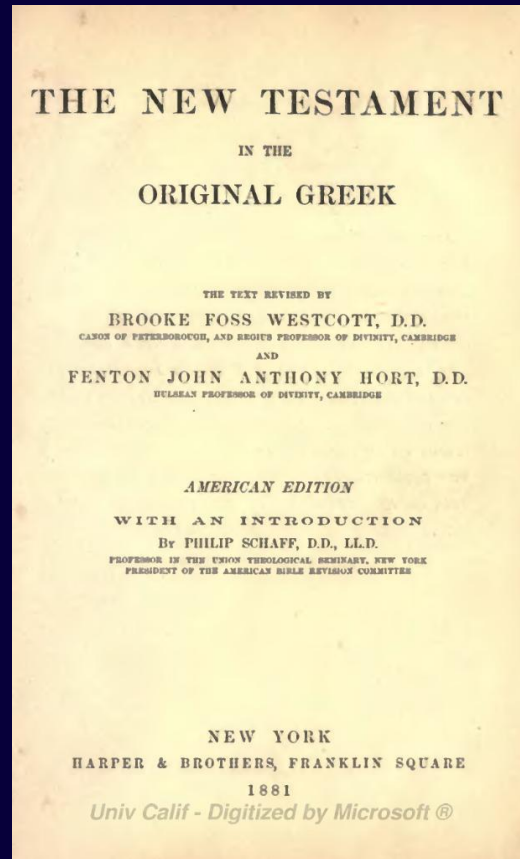 THE NEW TESTAMENT
IN THE
ORIGINAL GREEK
THE TEXT REVISED BY
BROOKE FOSS WESTCOTT, D.D.
CANON OF PETERBOROUGH, AND REGIUS PROFESSOR OF DIVINITY, CAMBRIDGE
AND
FENTON JOHN ANTHONY HORT, D.D.
HULSEAN PROFESSOR OF DIVINITY, CAMBRIDGE
AMERICAN EDITION
WITH AN INTRODUCTION
BY PHILIP SCHAFF, D.D., LL.D.
PROFESSOR IN THE UNION THEOLOGICAL SEMINARY, NEW YORK
PRESIDENT OF THE AMERICAN BIBLE REVISION COMMITTEE
NEW YORK
HARPER & BROTHERS, FRANKLIN SQUARE
1881
Univ Calif - Digitized by Microsoft ®